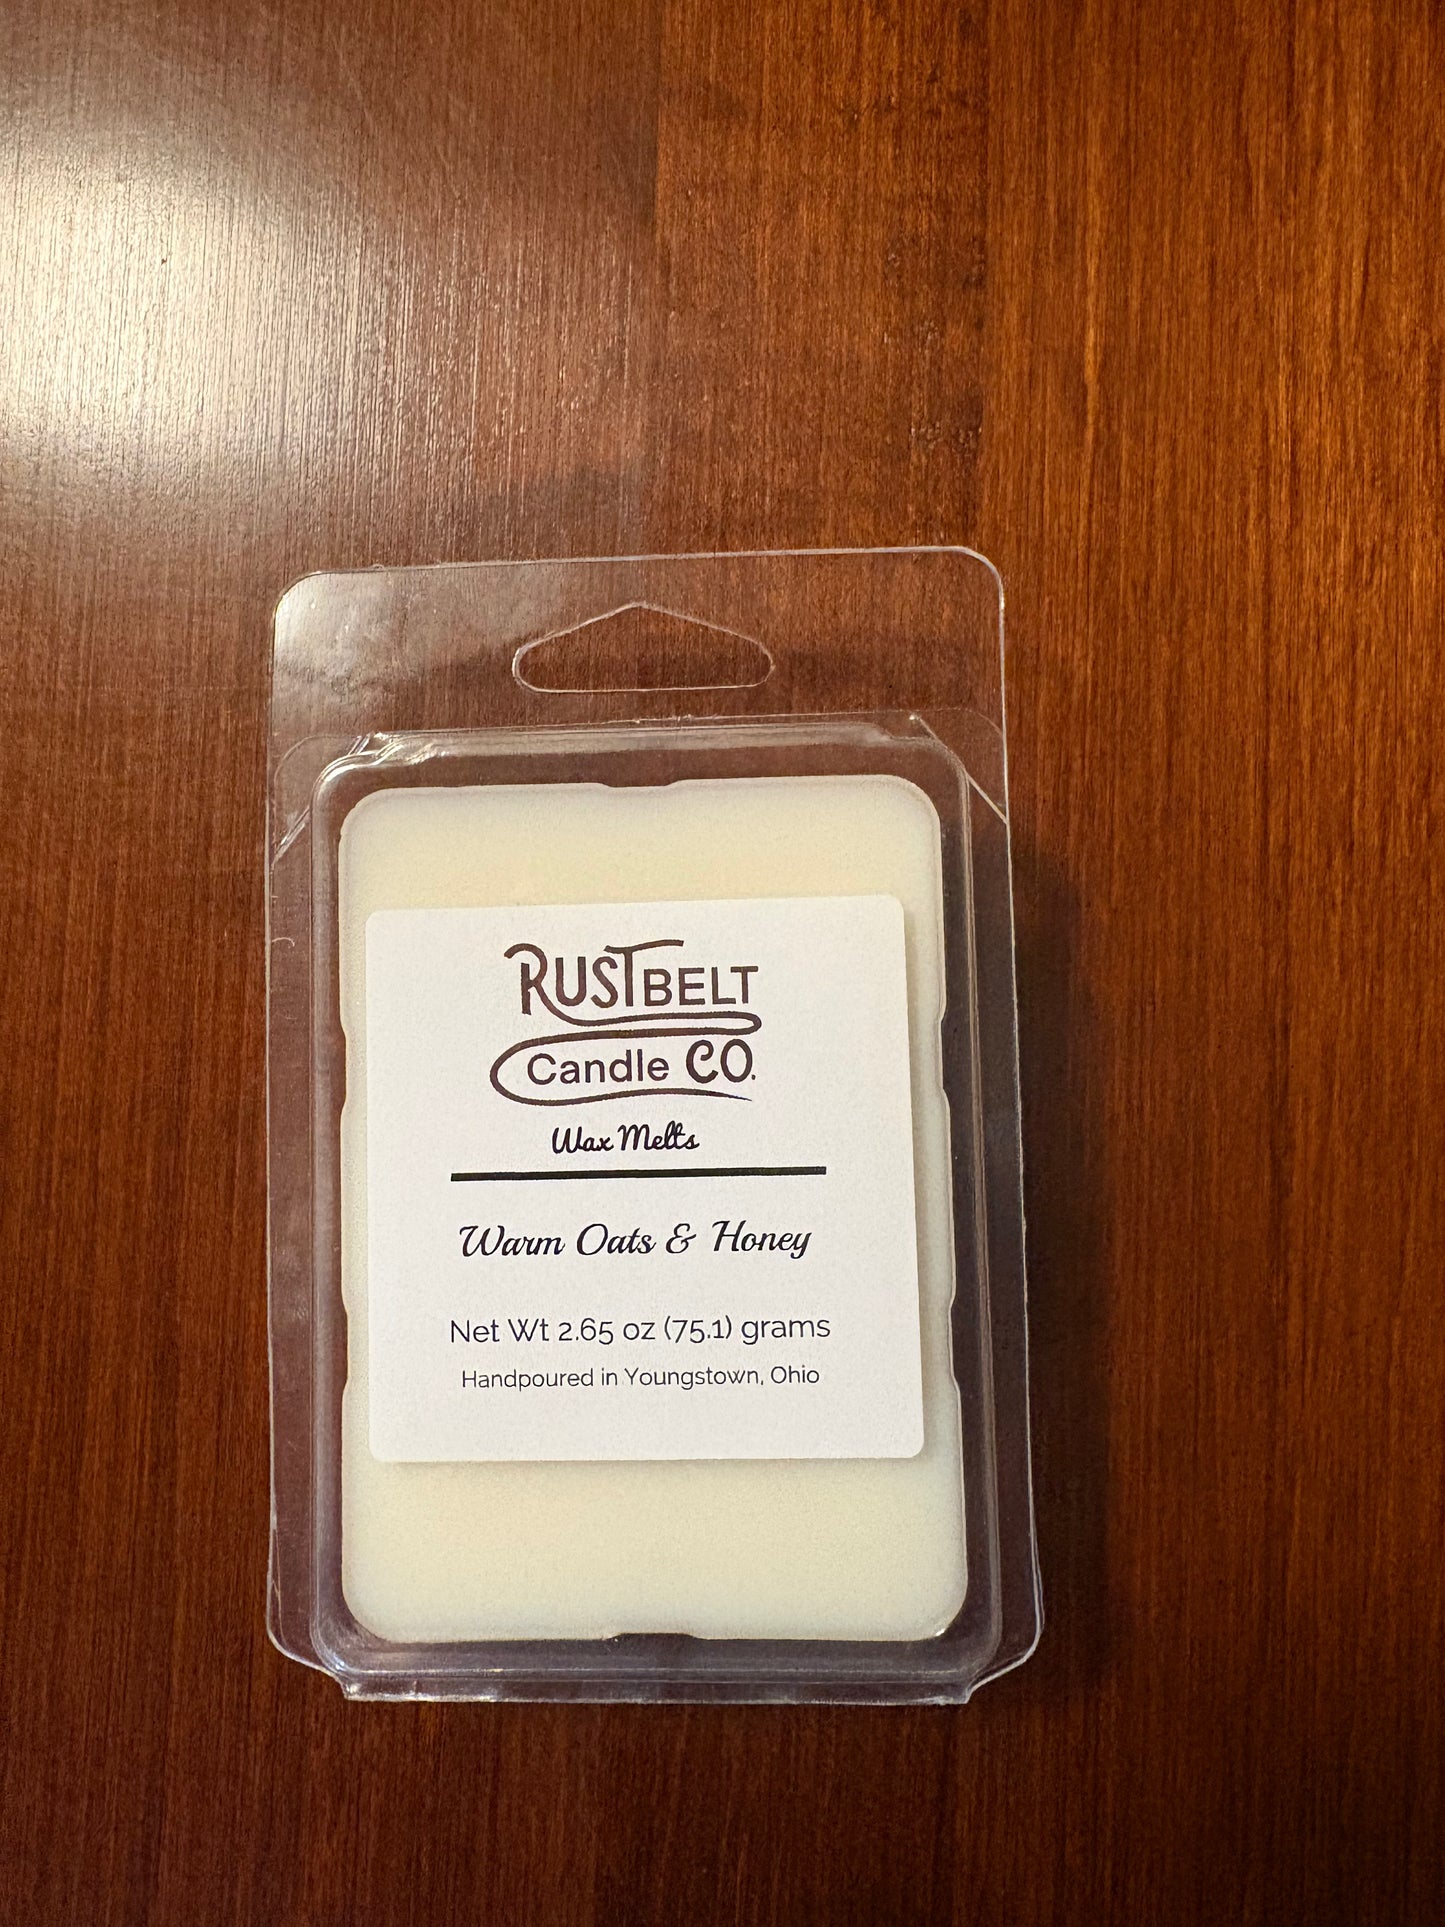 RUSTBELT
Candle CO.
Wax Melts
Warm Oats & Honey
Net Wt 2.65 oz (75.1) grams
Handpoured in Youngstown, Ohio